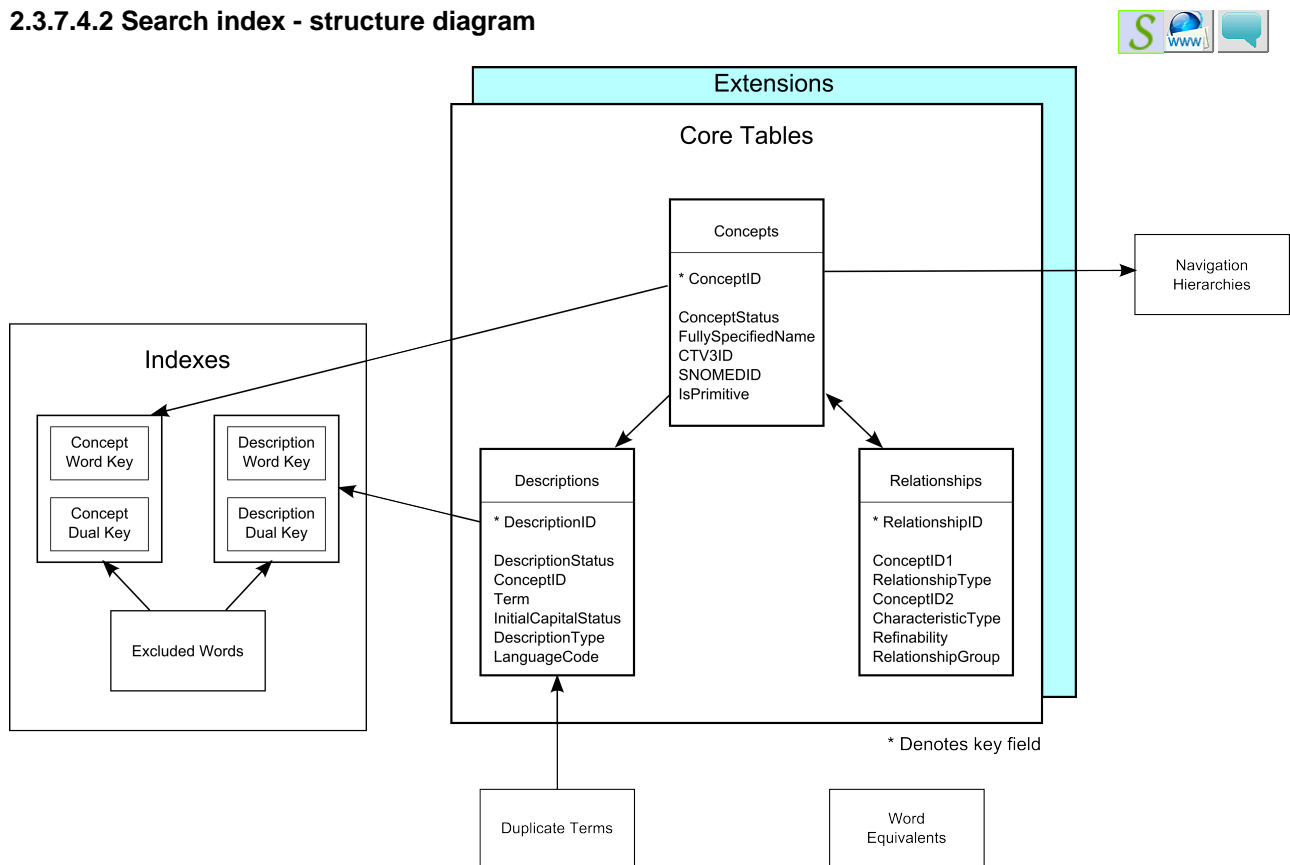 2.3.7.4.2 Search index - structure diagram
S
WWW
Extensions
Core Tables
Concepts
* ConceptID
ConceptStatus
FullySpecifiedName
CTV3ID
SNOMEDID
IsPrimitive
Navigation
Hierarchies
Indexes
Concept
Word Key
Concept
Dual Key
Description
Word Key
Description
Dual Key
Excluded Words
Descriptions
* DescriptionID
DescriptionStatus
ConceptID
Term
InitialCapitalStatus
DescriptionType
LanguageCode
Relationships
* RelationshipID
ConceptID1
RelationshipType
ConceptID2
CharacteristicType
Refinability
RelationshipGroup
* Denotes key field
Duplicate Terms
Word
Equivalents